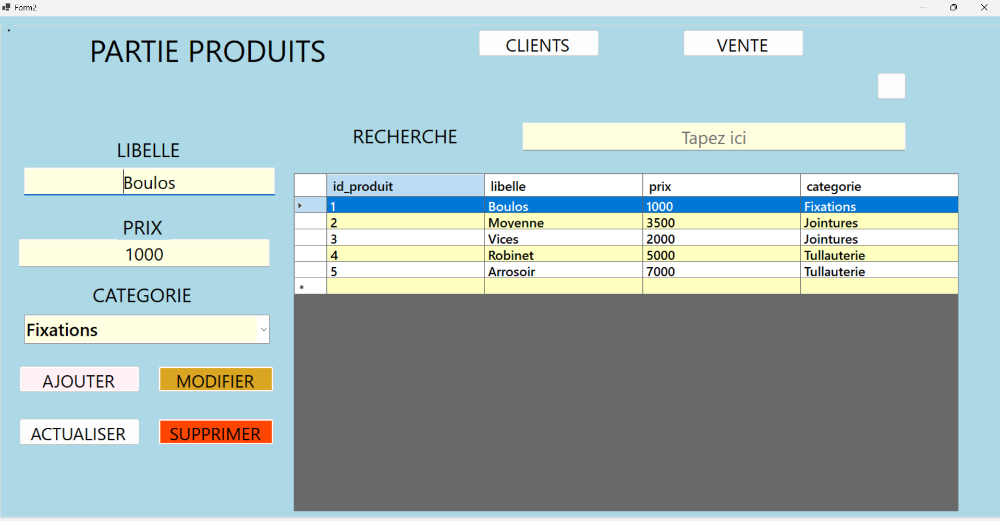 Form2
PARTIE PRODUITS
CLIENTS
VENTE
RECHERCHE
Tapez ici
LIBELLE
Boulos
PRIX
1000
CATEGORIE
Fixations
AJOUTER
MODIFIER
ACTUALISER
SUPPRIMER
id_produit libelle prix categorie
1 Boulos 1000 Fixations
2 Moyenne 3500 Jointures
3 Vices 2000 Jointures
4 Robinet 5000 Tullauterie
5 Arrosoir 7000 Tullauterie